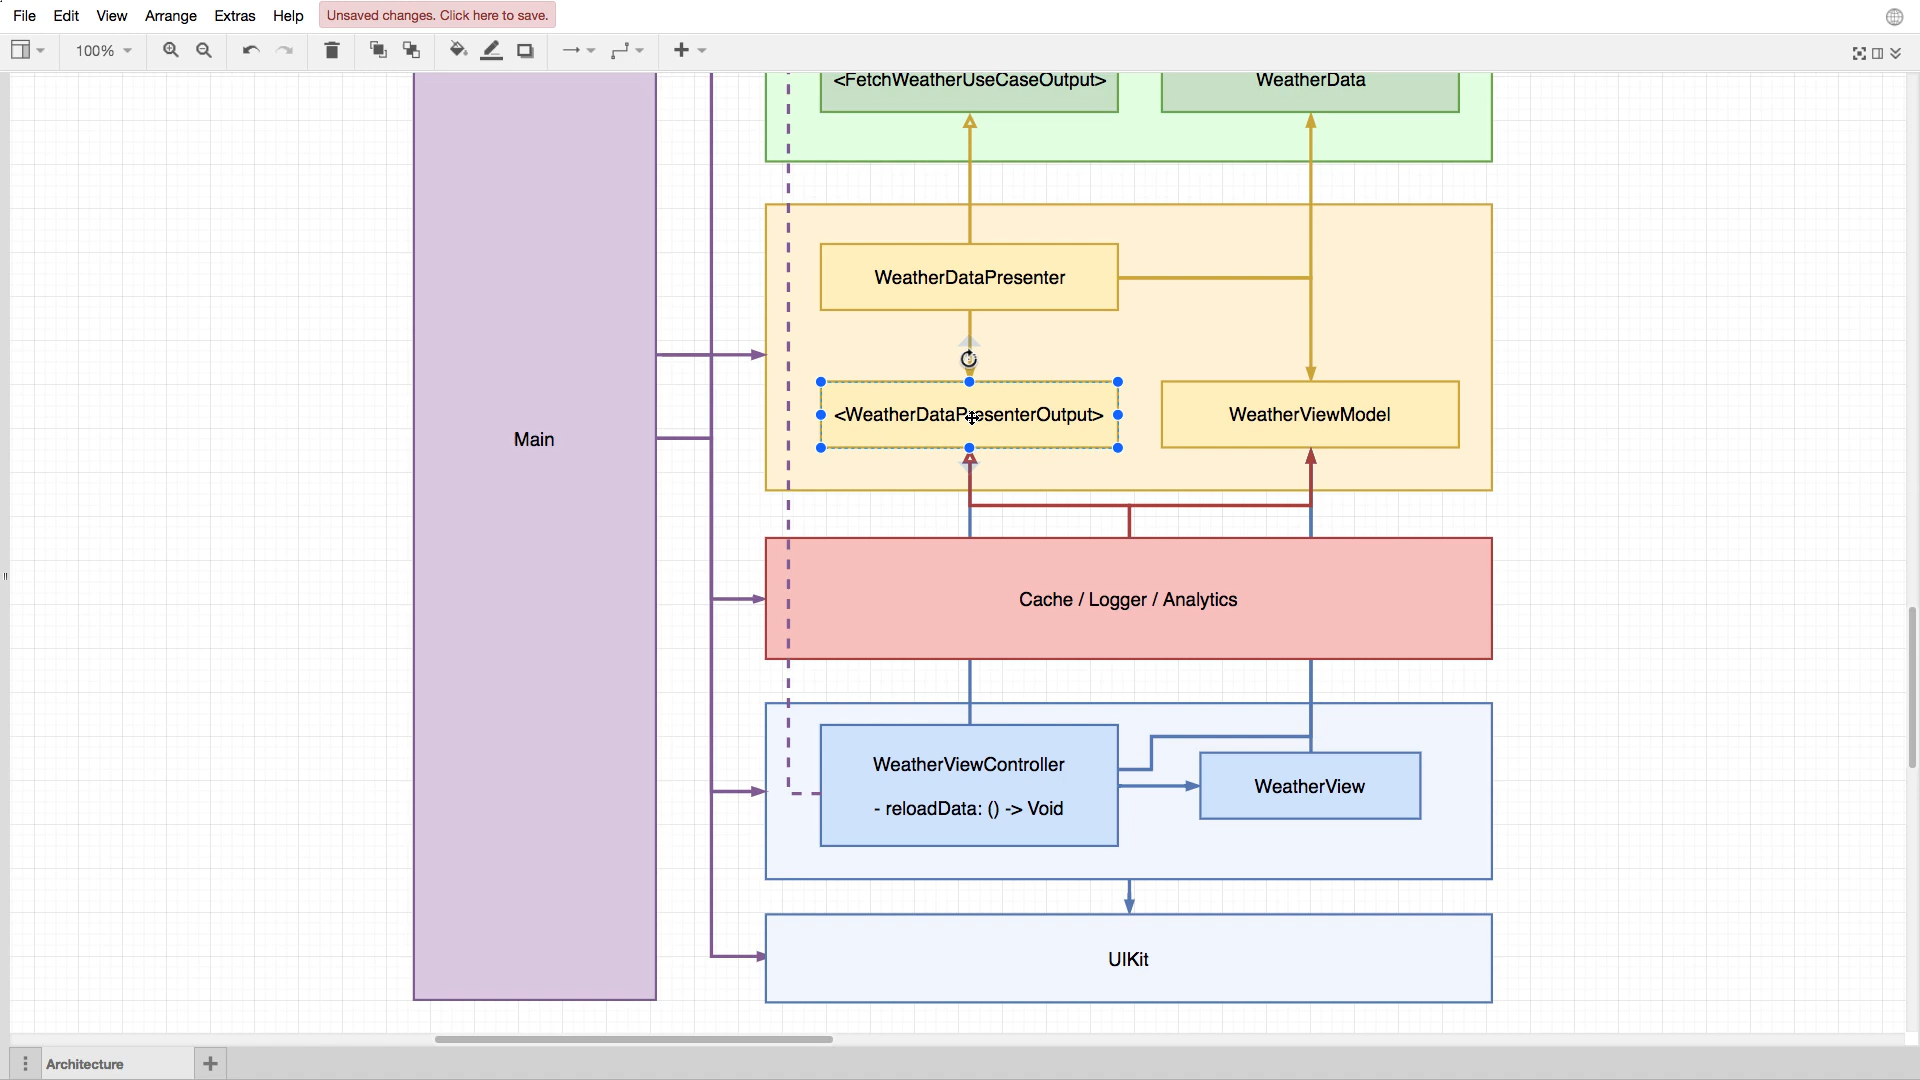 File Edit View Arrange Extras Help Unsaved changes. Click here to save.
100%
<FetchWeatherUseCaseOutput> WeatherData
WeatherDataPresenter
<WeatherDataPresenterOutput> WeatherViewModel
Main
Cache / Logger / Analytics
WeatherViewController
- reloadData: () -> Void
WeatherView
UIKit
Architecture